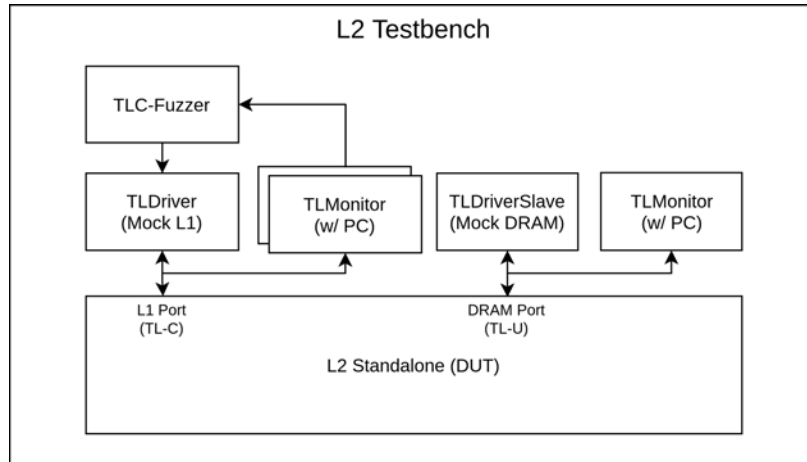 L2 Testbench
TLC-Fuzzer
TLDriver
(Mock L1)
TLMonitor
(w/ PC)
TLDriverSlave
(Mock DRAM)
TLMonitor
(w/ PC)
L1 Port
(TL-C)
DRAM Port
(TL-U)
L2 Standalone (DUT)